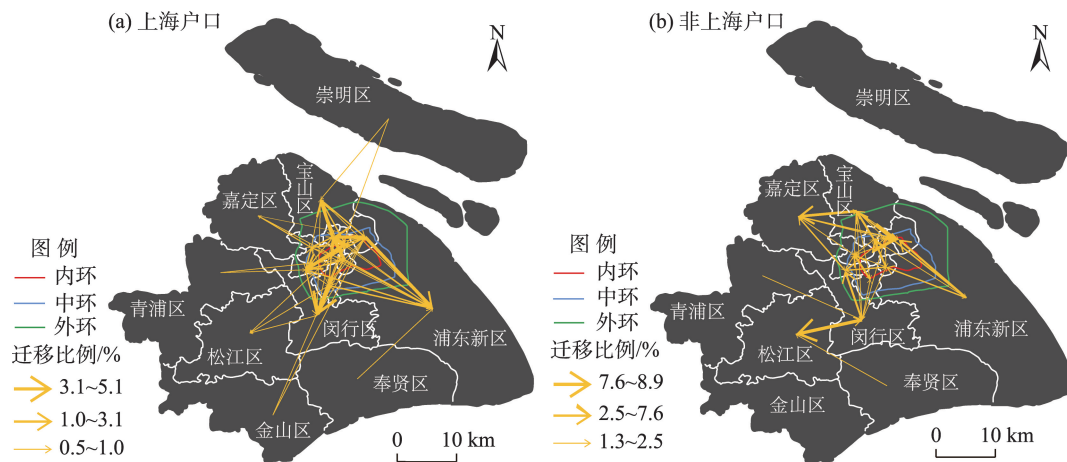 (a) 上海户口
N
崇明区
宝山区
嘉定区
青浦区
松江区
闵行区
浦东新区
奉贤区
金山区
图 例
内环
中环
外环
迁移比例/%
3.1~5.1
1.0~3.1
0.5~1.0
0 10 km
(b) 非上海户口
N
崇明区
宝山区
嘉定区
青浦区
松江区
闵行区
浦东新区
奉贤区
金山区
图 例
内环
中环
外环
迁移比例/%
7.6~8.9
2.5~7.6
1.3~2.5
0 10 km